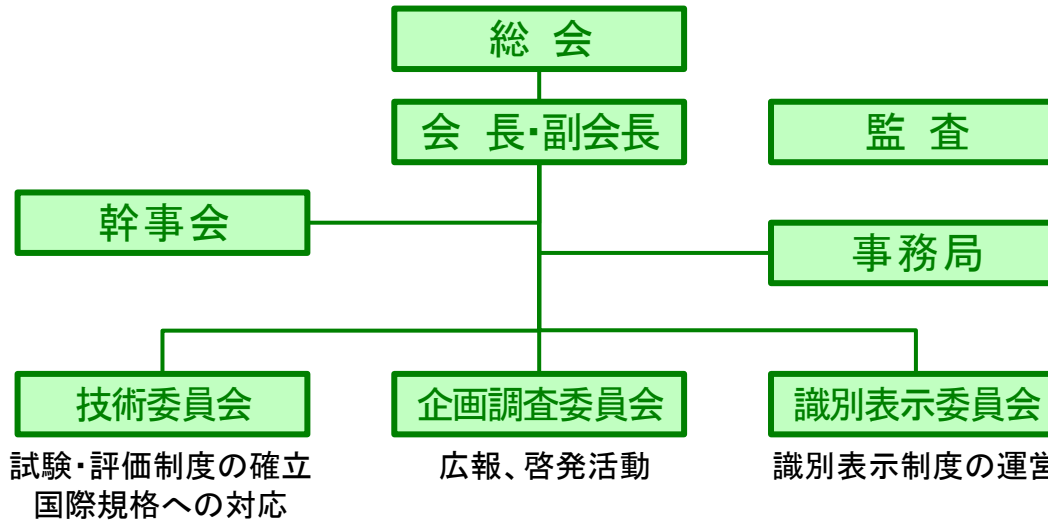 総 会
会 長・副会長
監 査
幹事会
事務局
技術委員会
企画調査委員会
識別表示委員会
試験・評価制度の確立
国際規格への対応
広報、啓発活動
識別表示制度の運営